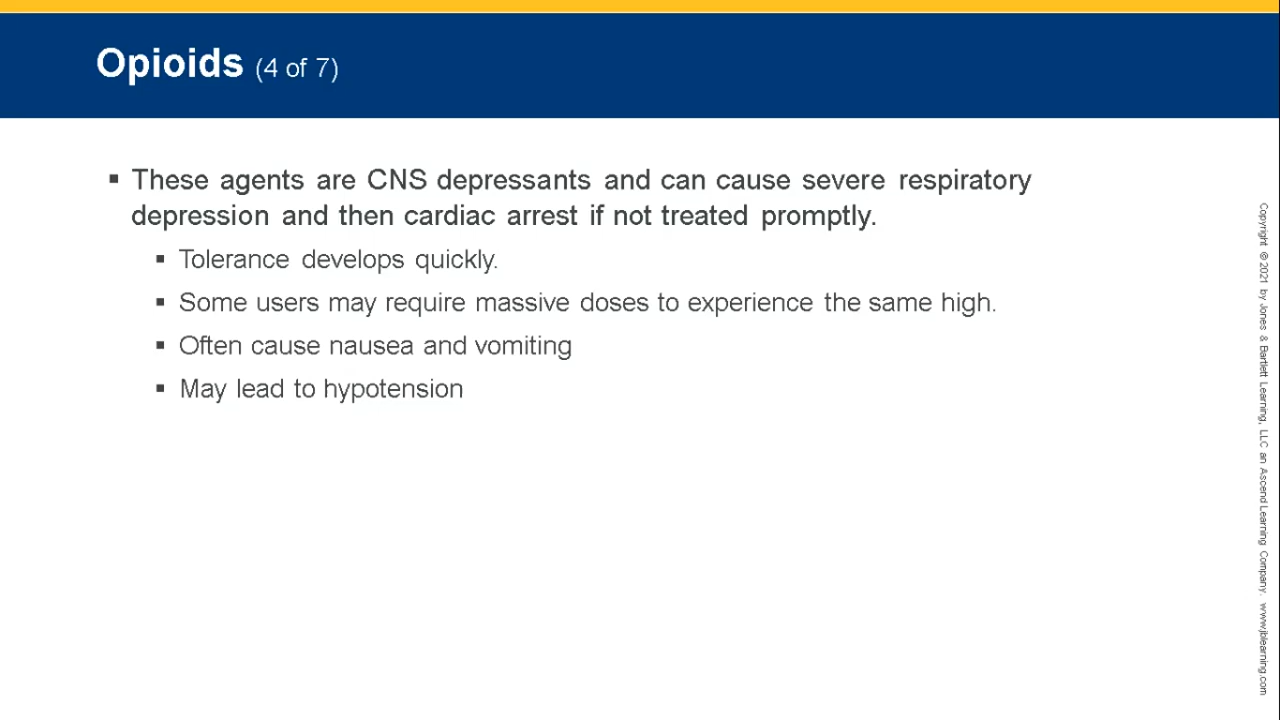 Opioids (4 of 7)
▪ These agents are CNS depressants and can cause severe respiratory
depression and then cardiac arrest if not treated promptly.
▪ Tolerance develops quickly.
▪ Some users may require massive doses to experience the same high.
▪ Often cause nausea and vomiting
▪ May lead to hypotension
Copyright © 2021 by Jones & Bartlett Learning, LLC an Ascend Learning Company. www.jblearning.com